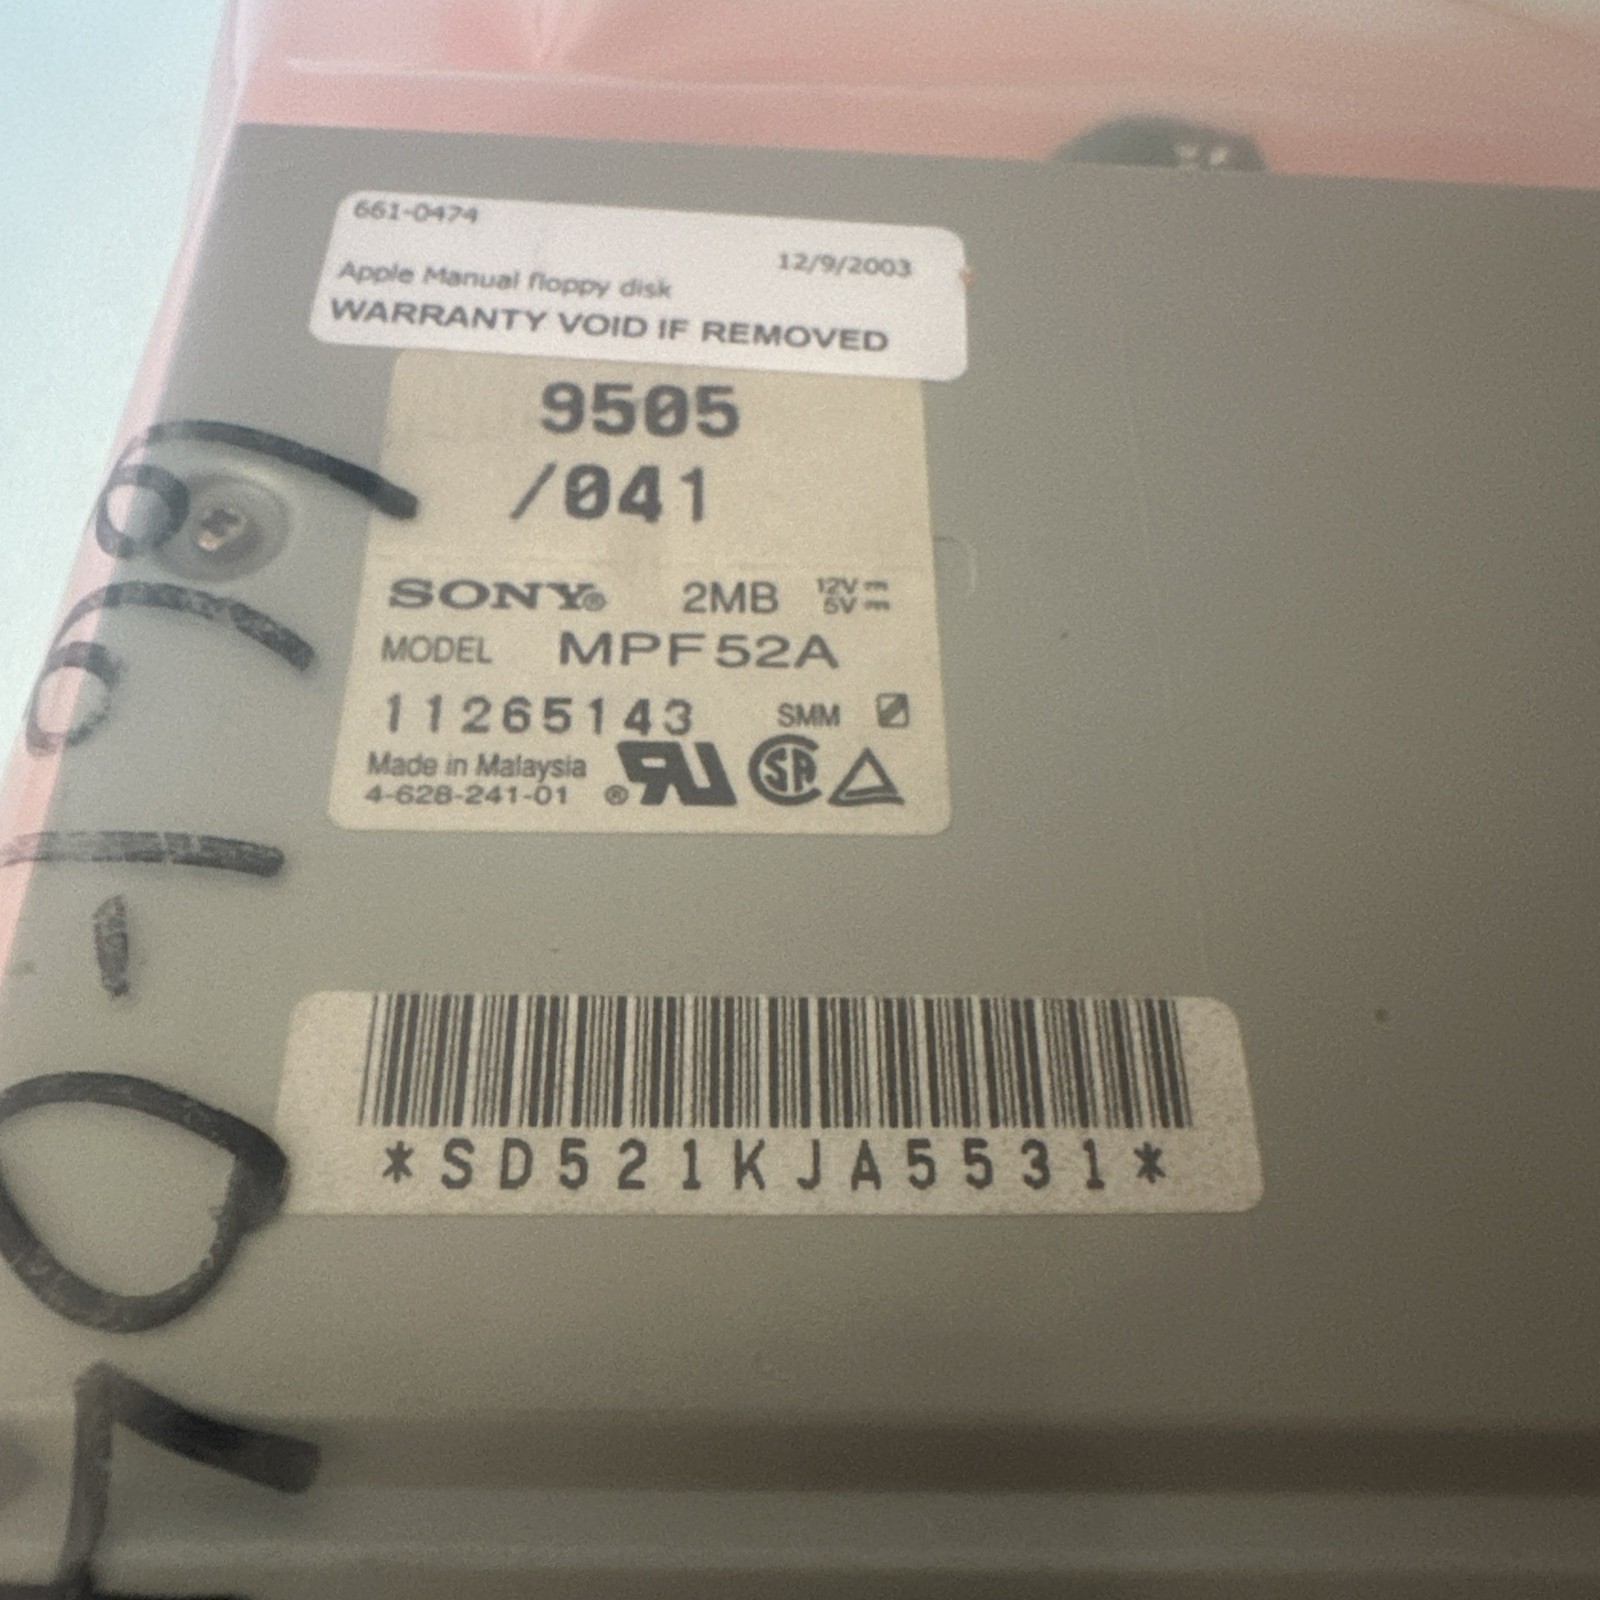 661-0474
12/9/2003
Apple Manual floppy disk
WARRANTY VOID IF REMOVED
9505
/041
SONY® 2MB 12V 5V
MODEL MPF52A
11265143 SMM
Made in Malaysia
4-628-241-01 ®
*SD521KJA5531*